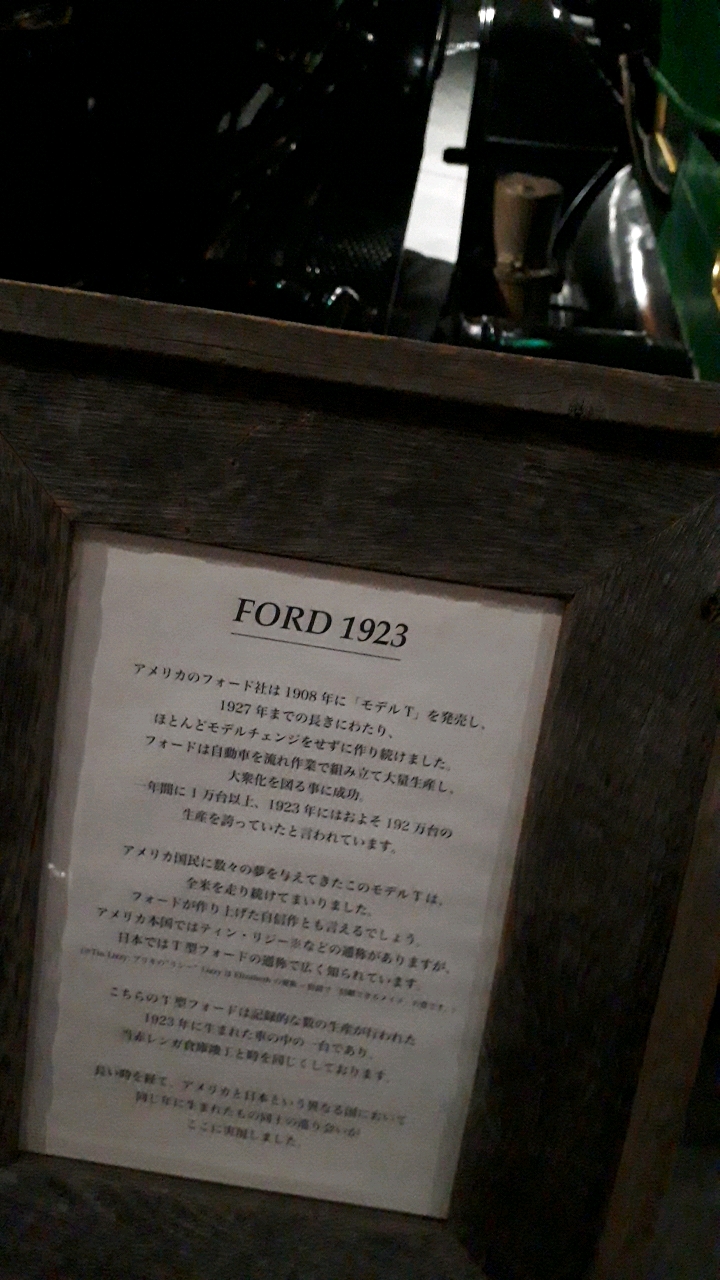 FORD 1923
アメリカのフォード社は 1908 年に「モデル T」を発売し、
1927 年までの長きにわたり、
ほとんどモデルチェンジをせずに作り続けました。
フォードは自動車を流れ作業で組み立て大量生産し、
大衆化を図る事に成功。
一年間に 1 万台以上、1923 年にはおよそ 192 万台の
生産を誇っていたと言われています。
アメリカ国民に数々の夢を与えてきたこのモデル T は、
全米を走り続けてまいりました。
フォードが作り上げた自信作とも言えるでしょう。
アメリカ本国ではティン・リジー※などの通称がありますが、
日本では T 型フォードの通称で広く知られています。
こちらの T 型フォードは記録的な数の生産が行われた
1923 年に生まれた車の中の一台であり、
当赤レンガ倉庫竣工と時を同じくしております。
長い時を経て、アメリカと日本という異なる国において
同じ年に生まれたもの同士の巡り会いが
ここに実現しました。